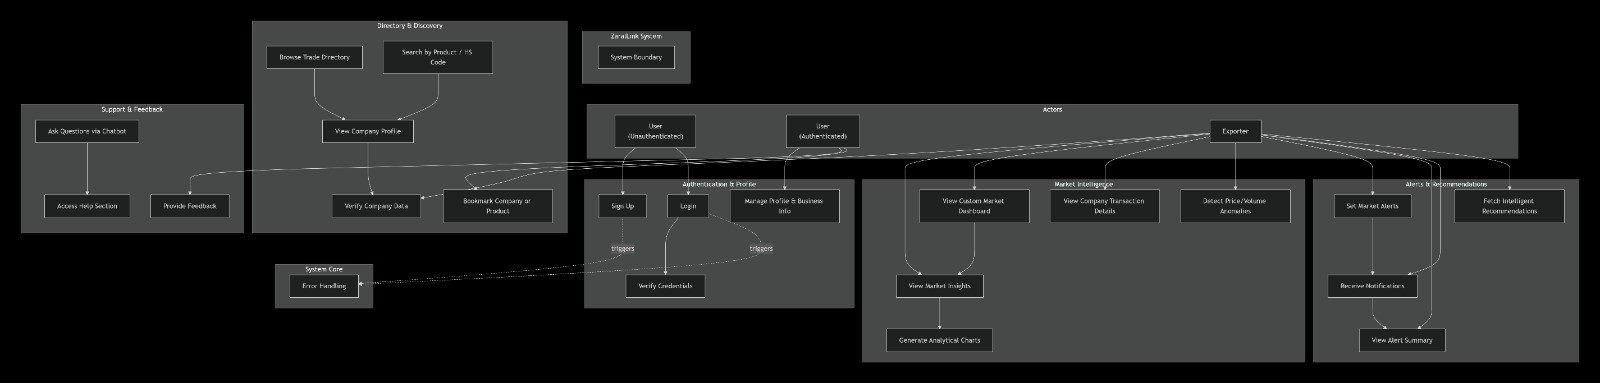 Directory & Discovery
Browse Trade Directory
Search by Product / HS
Code
View Company Profile
Verify Company Data
Bookmark Company or
Product
ZaraiLink System
System Boundary
Support & Feedback
Ask Questions via Chatbot
Access Help Section
Provide Feedback
Actors
User
(Unauthenticated)
User
(Authenticated)
Exporter
Authentication & Profile
Sign Up
Login
Manage Profile & Business
Info
triggers
triggers
Verify Credentials
System Core
Error Handling
Market Intelligence
View Custom Market
Dashboard
View Company Transaction
Details
Detect Price/Volume
Anomalies
View Market Insights
Generate Analytical Charts
Alerts & Recommendations
Set Market Alerts
Fetch Intelligent
Recommendations
Receive Notifications
View Alert Summary